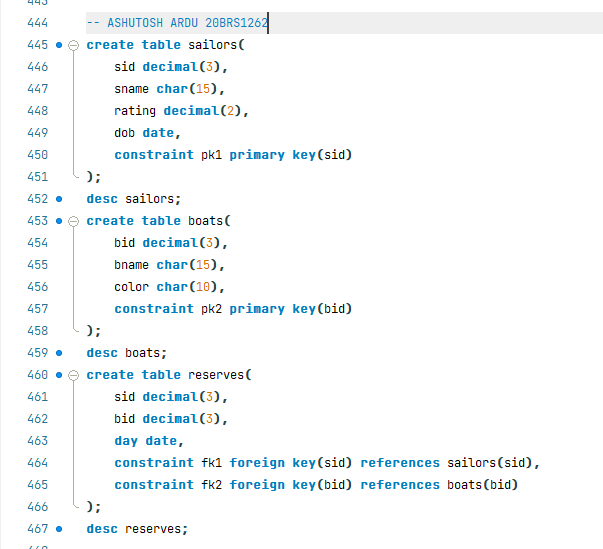 443
444 -- ASHUTOSH ARDU 20BRS1262
445 create table sailors(
446 sid decimal(3),
447 sname char(15),
448 rating decimal(2),
449 dob date,
450 constraint pk1 primary key(sid)
451 );
452 desc sailors;
453 create table boats(
454 bid decimal(3),
455 bname char(15),
456 color char(10),
457 constraint pk2 primary key(bid)
458 );
459 desc boats;
460 create table reserves(
461 sid decimal(3),
462 bid decimal(3),
463 day date,
464 constraint fk1 foreign key(sid) references sailors(sid),
465 constraint fk2 foreign key(bid) references boats(bid)
466 );
467 desc reserves;
468